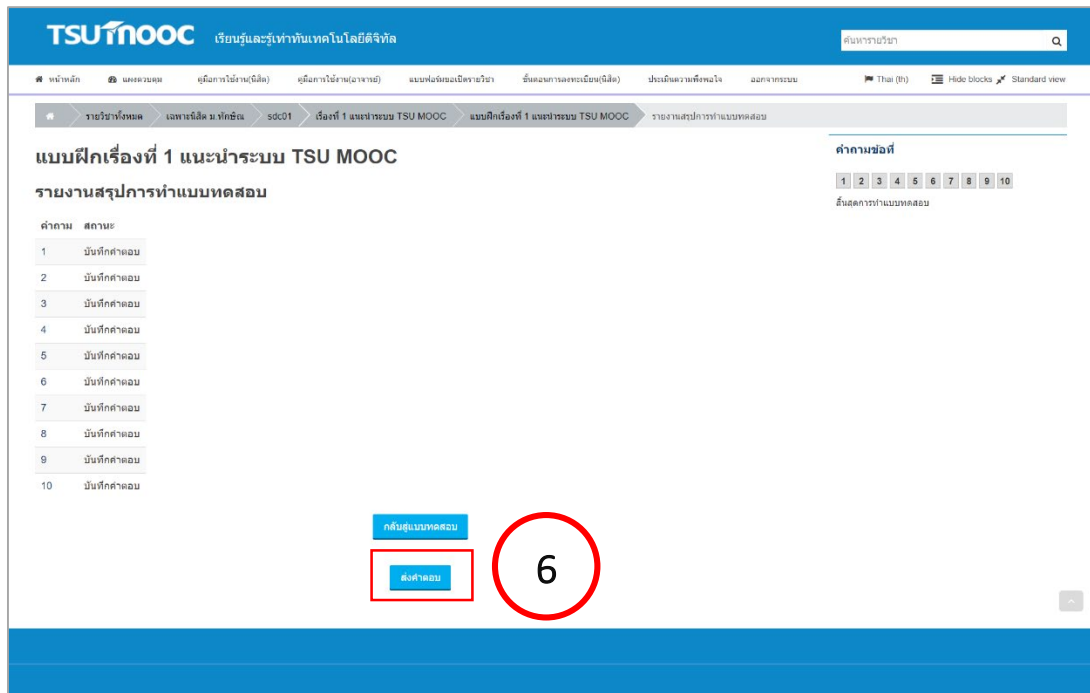 TSUMOOC เรียนรู้และรู้เท่าทันเทคโนโลยีดิจิทัล
ค้นหารายวิชา
หน้าหลัก แผงควบคุม คู่มือการใช้งาน(นิสิต) คู่มือการใช้งาน(อาจารย์) แบบฟอร์มขอเปิดรายวิชา ขั้นตอนการลงทะเบียน(นิสิต) ประเมินความพึงพอใจ ออกจากระบบ Thai (th) Hide blocks Standard view
รายวิชาทั้งหมด เฉพาะนิสิต ม.ทักษิณ sdc01 เรื่องที่ 1 แนะนำระบบ TSU MOOC แบบฝึกเรื่องที่ 1 แนะนำระบบ TSU MOOC รายงานสรุปการทำแบบทดสอบ
แบบฝึกเรื่องที่ 1 แนะนำระบบ TSU MOOC
รายงานสรุปการทำแบบทดสอบ
คำถาม สถานะ
1 บันทึกคำตอบ
2 บันทึกคำตอบ
3 บันทึกคำตอบ
4 บันทึกคำตอบ
5 บันทึกคำตอบ
6 บันทึกคำตอบ
7 บันทึกคำตอบ
8 บันทึกคำตอบ
9 บันทึกคำตอบ
10 บันทึกคำตอบ
กลับสู่แบบทดสอบ
ส่งคำตอบ
6
คำถามข้อที่
1 2 3 4 5 6 7 8 9 10
สิ้นสุดการทำแบบทดสอบ